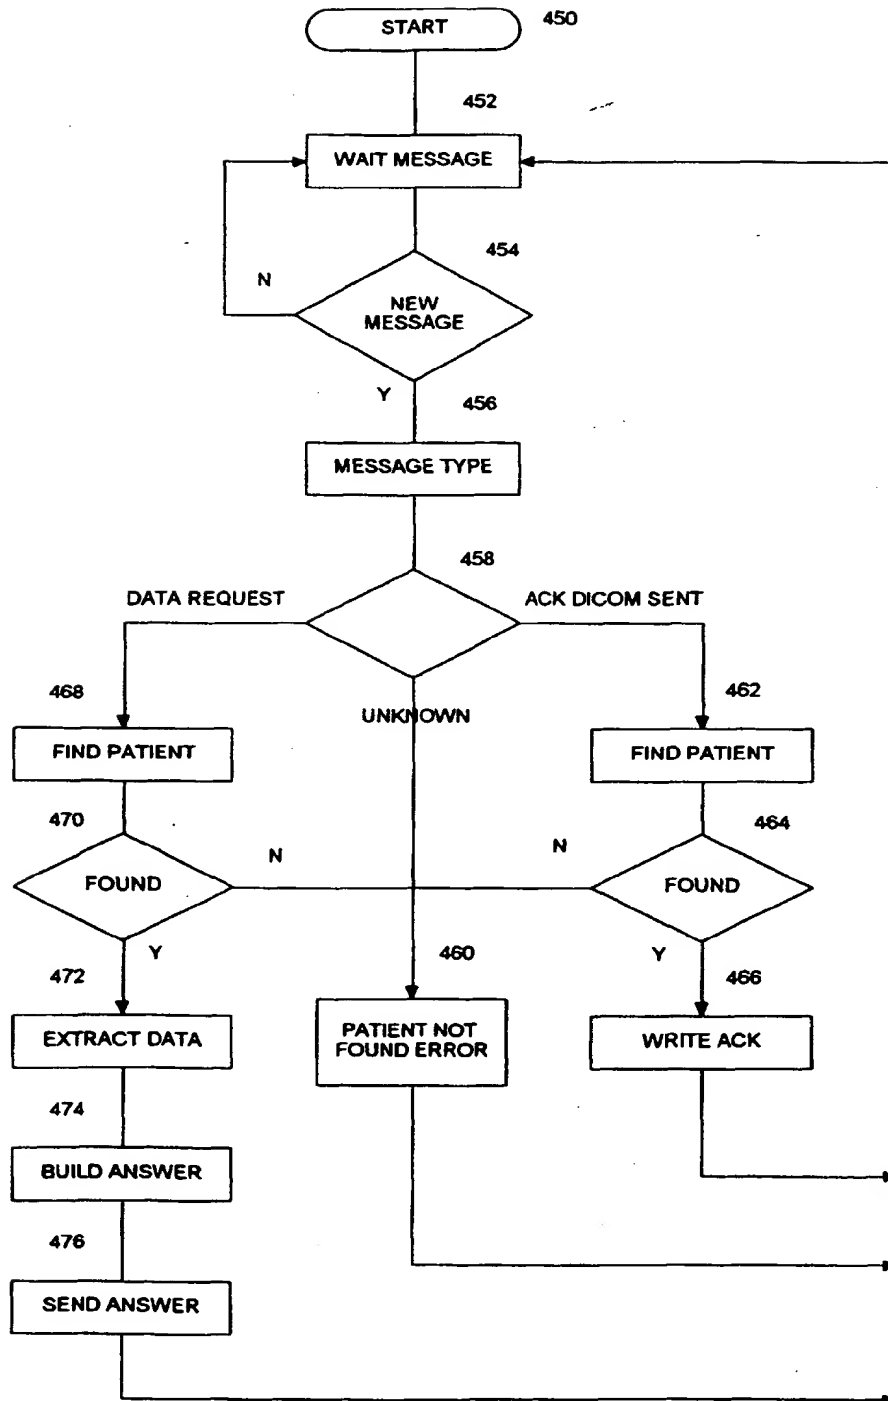 START
450
452
WAIT MESSAGE
454
N
NEW
MESSAGE
Y
456
MESSAGE TYPE
458
DATA REQUEST
ACK DICOM SENT
468
462
UNKNOWN
FIND PATIENT
FIND PATIENT
470
464
N
N
FOUND
FOUND
Y
460
Y
472
466
EXTRACT DATA
PATIENT NOT
FOUND ERROR
WRITE ACK
474
BUILD ANSWER
476
SEND ANSWER